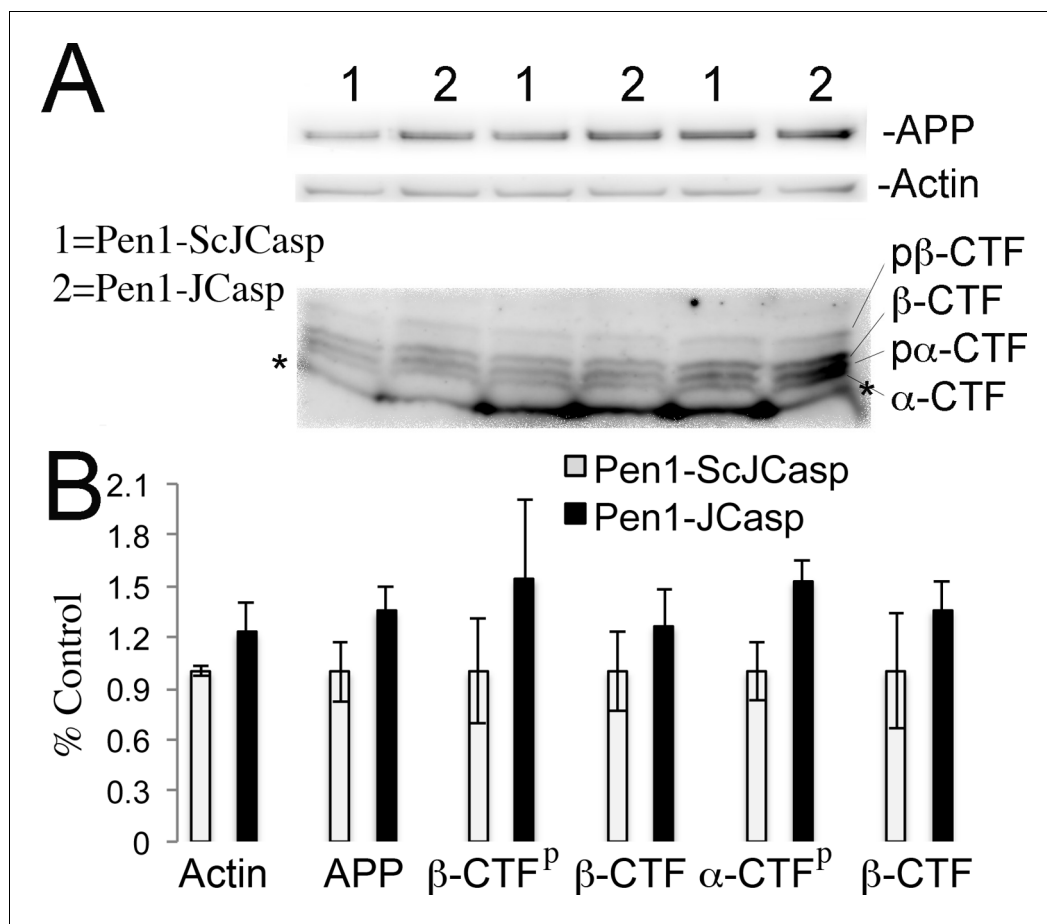 A
1 2 1 2 1 2
-APP
-Actin
1=Pen1-ScJCasp
2=Pen1-JCasp
pβ-CTF
β-CTF
pα-CTF
α-CTF
*
*
B
Pen1-ScJCasp
Pen1-JCasp
% Control
2.1
1.8
1.5
1.2
0.9
0.6
0.3
0
Actin APP β-CTFᵖ β-CTF α-CTFᵖ β-CTF